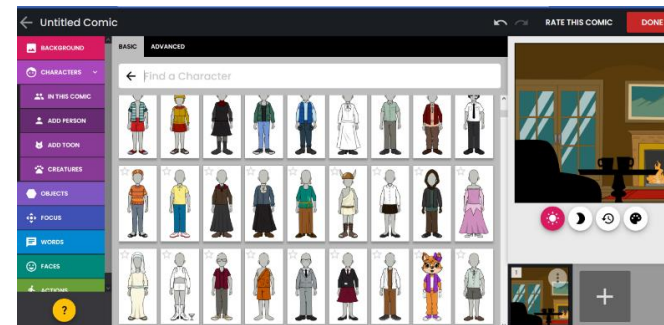 Untitled Comic
RATE THIS COMIC
DONE
BACKGROUND
BASIC
ADVANCED
CHARACTERS
Find a Character
IN THIS COMIC
ADD PERSON
ADD TOON
CREATURES
OBJECTS
FOCUS
WORDS
FACES
ACTIONS
?
1